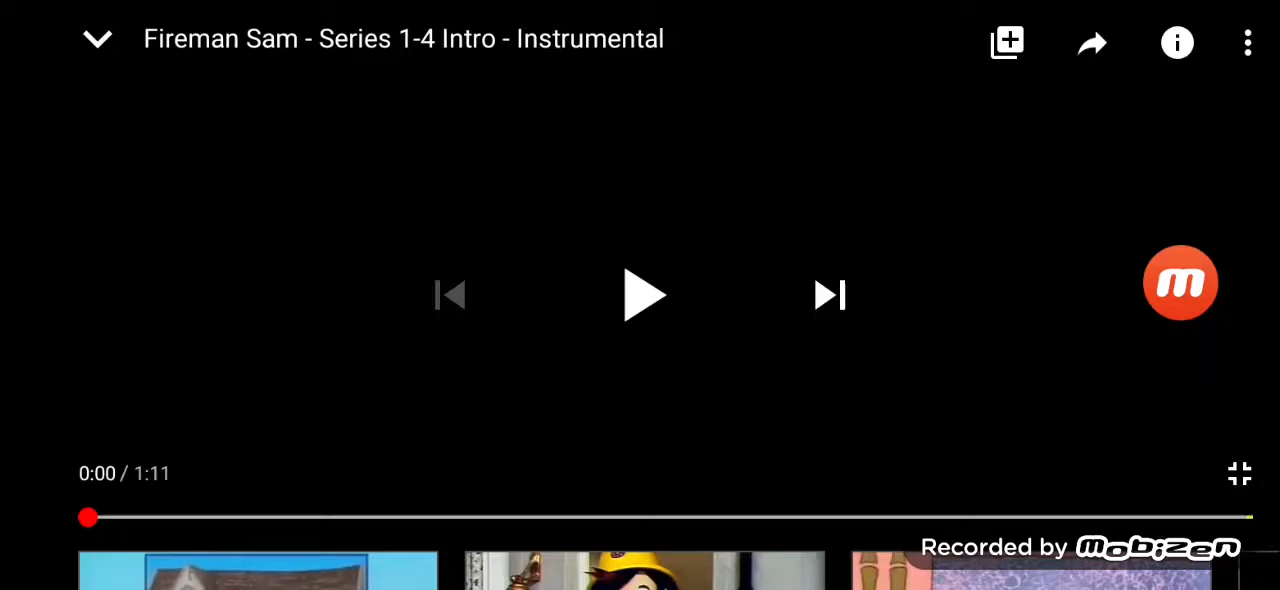 Fireman Sam - Series 1-4 Intro - Instrumental
m
0:00 / 1:11
Recorded by mobizen